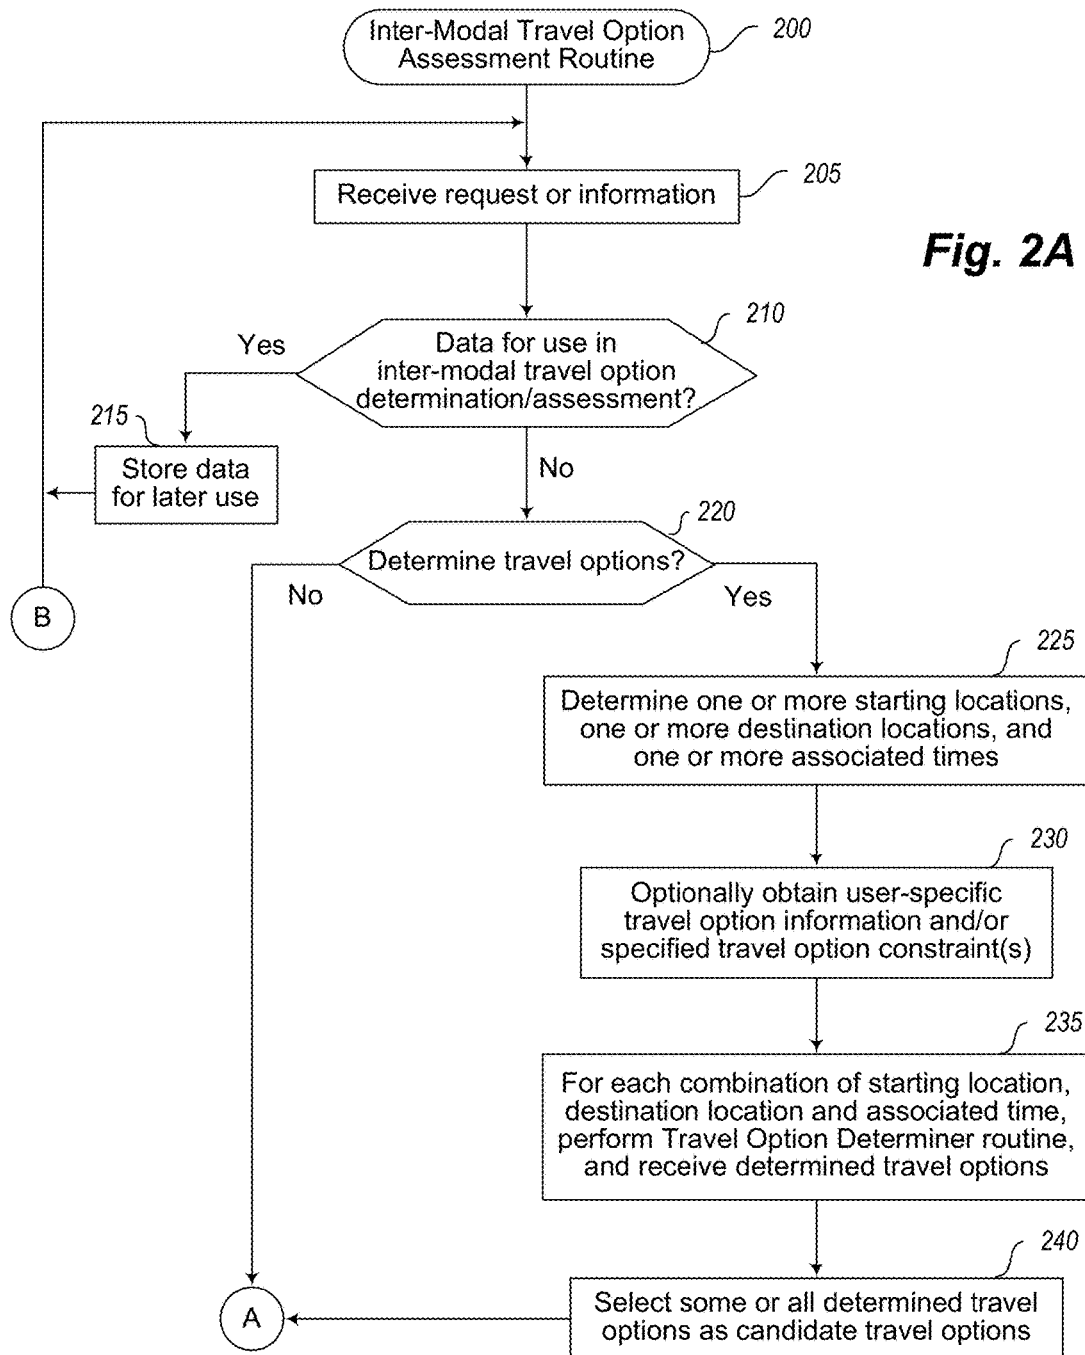 Inter-Modal Travel Option
Assessment Routine
200
Receive request or information
205
Fig. 2A
Data for use in
inter-modal travel option
determination/assessment?
210
Yes
215
Store data
for later use
No
220
Determine travel options?
No
Yes
B
225
Determine one or more starting locations,
one or more destination locations, and
one or more associated times
230
Optionally obtain user-specific
travel option information and/or
specified travel option constraint(s)
235
For each combination of starting location,
destination location and associated time,
perform Travel Option Determiner routine,
and receive determined travel options
240
Select some or all determined travel
options as candidate travel options
A